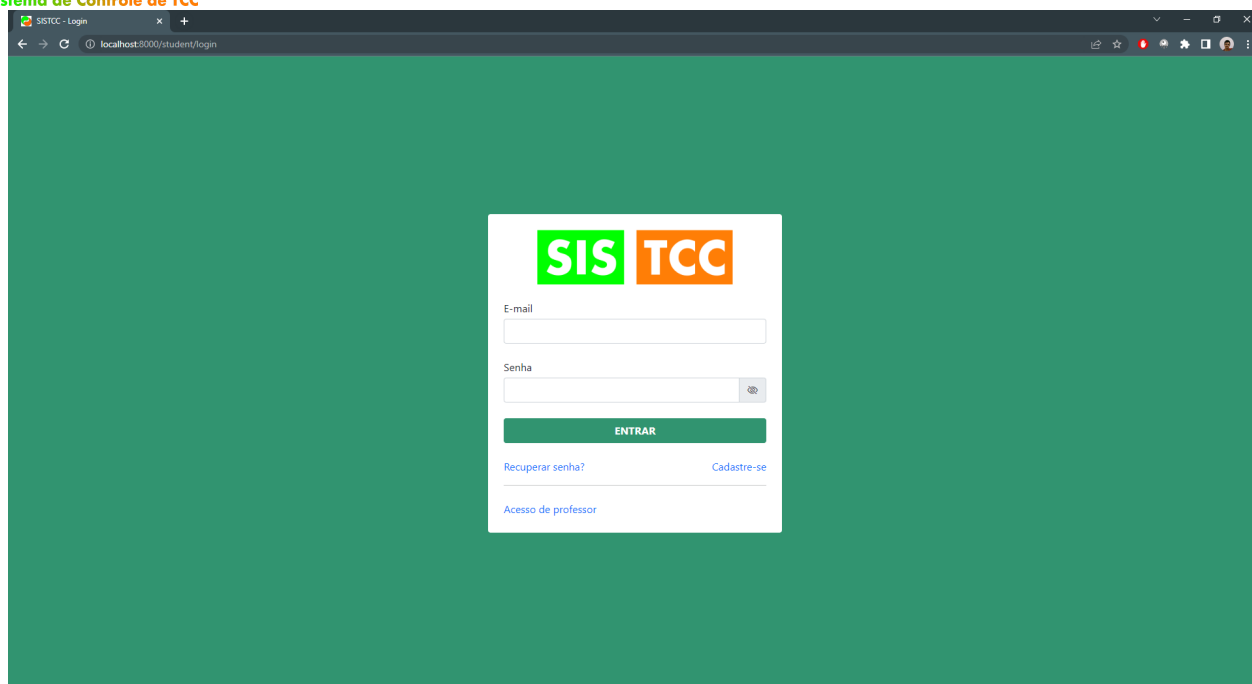 sistema de Controle de TCC
SISTCC - Login
localhost:8000/student/login
SIS TCC
E-mail
Senha
ENTRAR
Recuperar senha? Cadastre-se
Acesso de professor